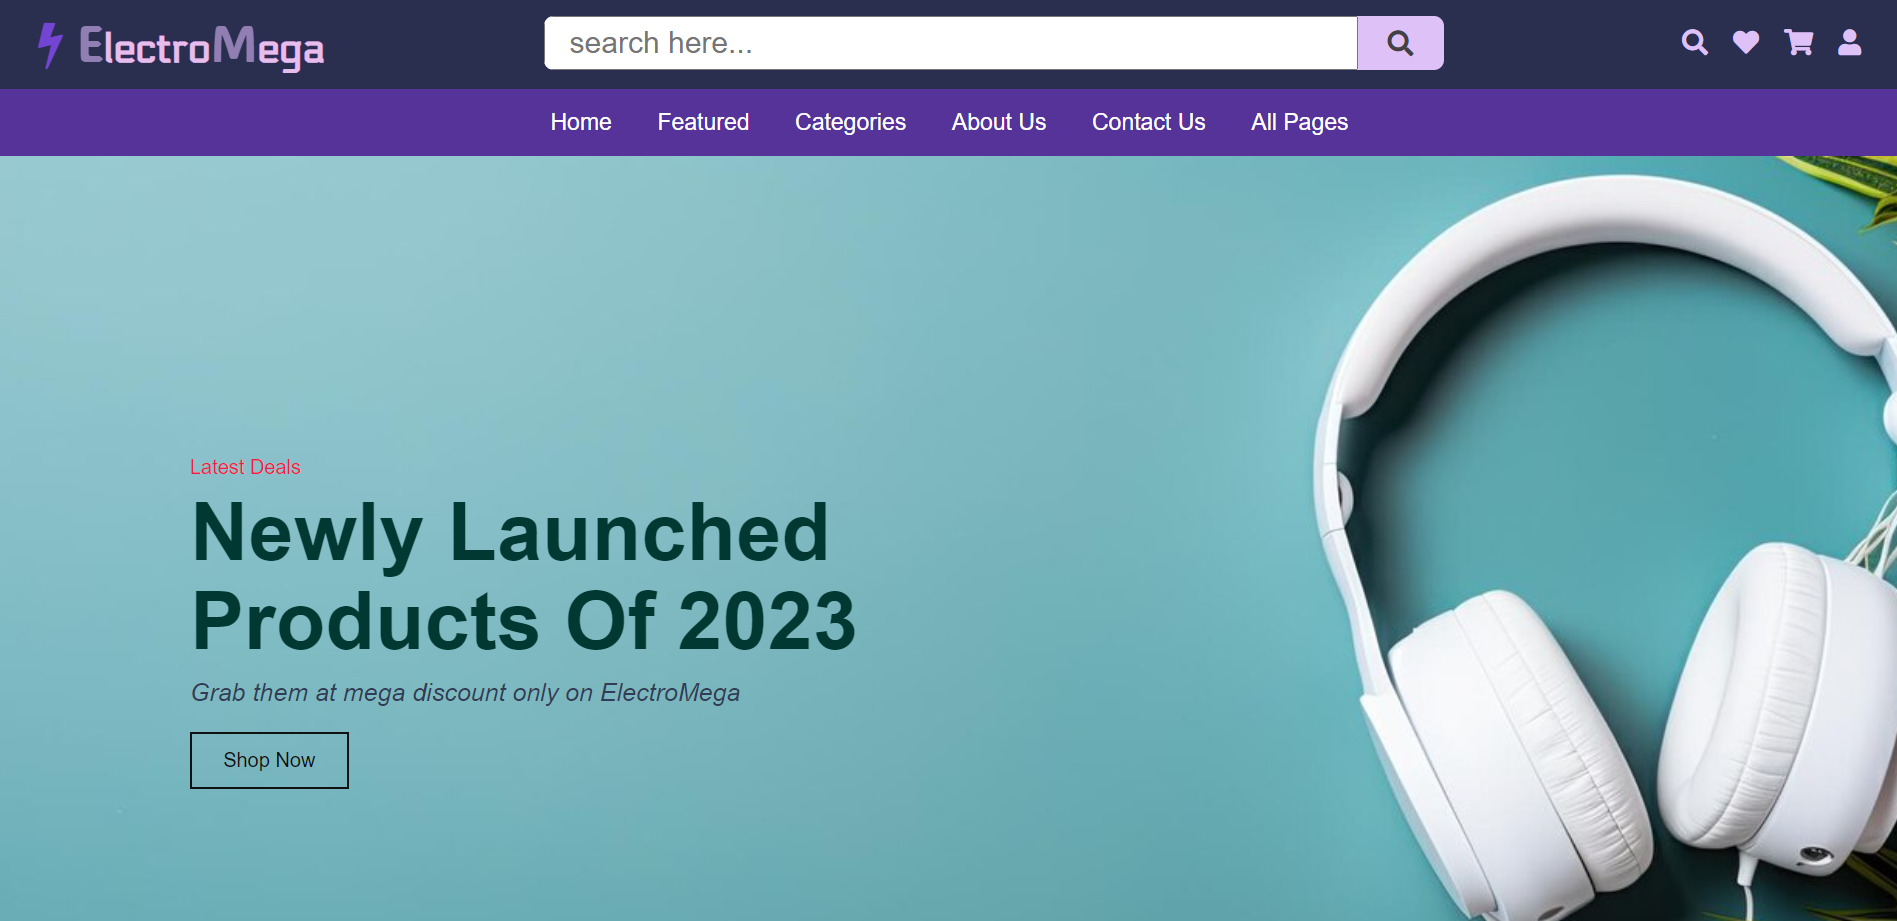 ElectroMega
search here...
Home Featured Categories About Us Contact Us All Pages
Latest Deals
Newly Launched
Products Of 2023
Grab them at mega discount only on ElectroMega
Shop Now